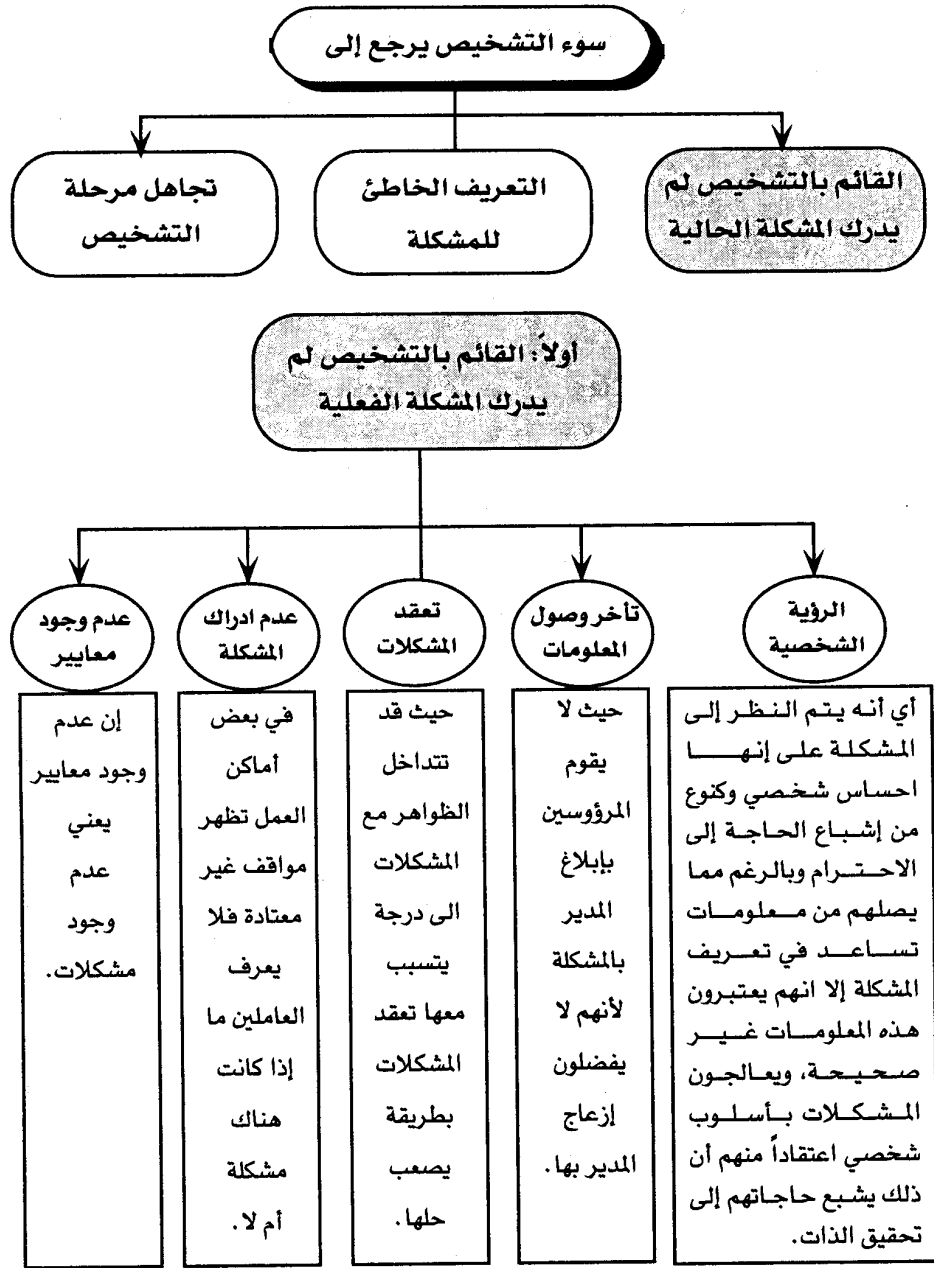 سوء التشخيص يرجع إلى
القائم بالتشخيص لم
يدرك المشكلة الحالية
التعريف الخاطئ
للمشكلة
تجاهل مرحلة
التشخيص
أولاً: القائم بالتشخيص لم
يدرك المشكلة الفعلية
الرؤية
الشخصية
تأخر وصول
المعلومات
تعقد
المشكلات
عدم ادراك
المشكلة
عدم وجود
معايير
أي أنه يتم النظر إلى
المشكلة على إنها
احساس شخصي وكنوع
من إشباع الحاجة إلى
الاحترام وبالرغم مما
يصلهم من معلومات
تساعد في تعريف
المشكلة إلا انهم يعتبرون
هذه المعلومات غير
صحيحة، ويعالجون
المشكلات بأسلوب
شخصي اعتقاداً منهم أن
ذلك يشبع حاجاتهم إلى
تحقيق الذات.
حيث لا
يقوم
المرؤوسين
بإبلاغ
المدير
بالمشكلة
لأنهم لا
يفضلون
إزعاج
المدير بها.
حيث قد
تتداخل
الظواهر مع
المشكلات
الى درجة
يتسبب
معها تعقد
المشكلات
بطريقة
يصعب
حلها.
في بعض
أماكن
العمل تظهر
مواقف غير
معتادة فلا
يعرف
العاملين ما
إذا كانت
هناك
مشكلة
أم لا.
إن عدم
وجود معايير
يعني
عدم
وجود
مشكلات.